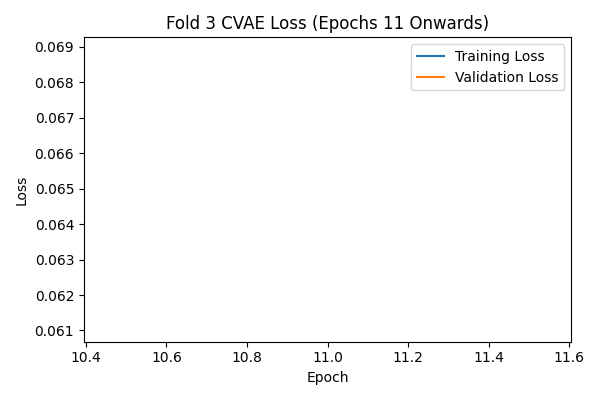 Fold 3 CVAE Loss (Epochs 11 Onwards)
Training Loss
Validation Loss
0.069
0.068
0.067
0.066
0.065
0.064
0.063
0.062
0.061
Loss
10.4 10.6 10.8 11.0 11.2 11.4 11.6
Epoch